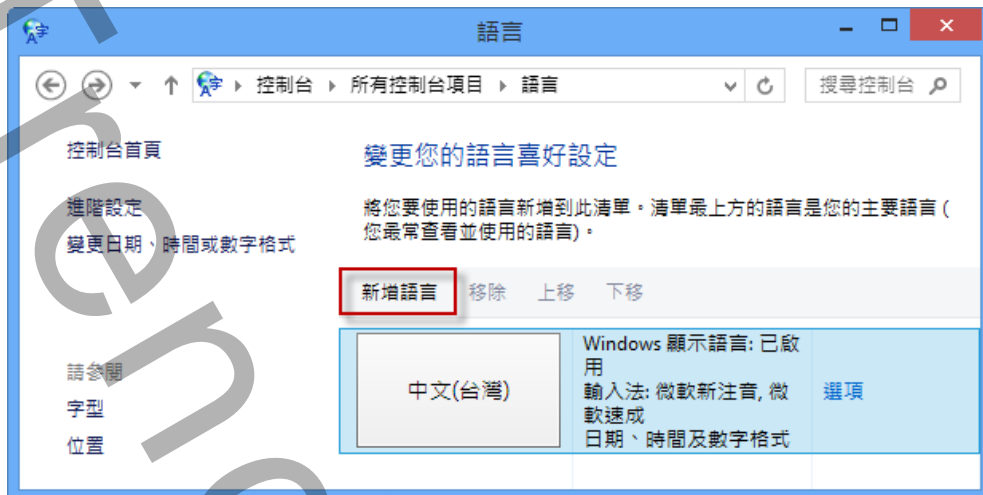 語言
控制台 ▸ 所有控制台項目 ▸ 語言
搜尋控制台
控制台首頁
進階設定
變更日期、時間或數字格式
請參閱
字型
位置
變更您的語言喜好設定
將您要使用的語言新增到此清單。清單最上方的語言是您的主要語言 (
您最常查看並使用的語言)。
新增語言 移除 上移 下移
中文(台灣)
Windows 顯示語言: 已啟
用
輸入法: 微軟新注音, 微
軟速成
日期、時間及數字格式
選項